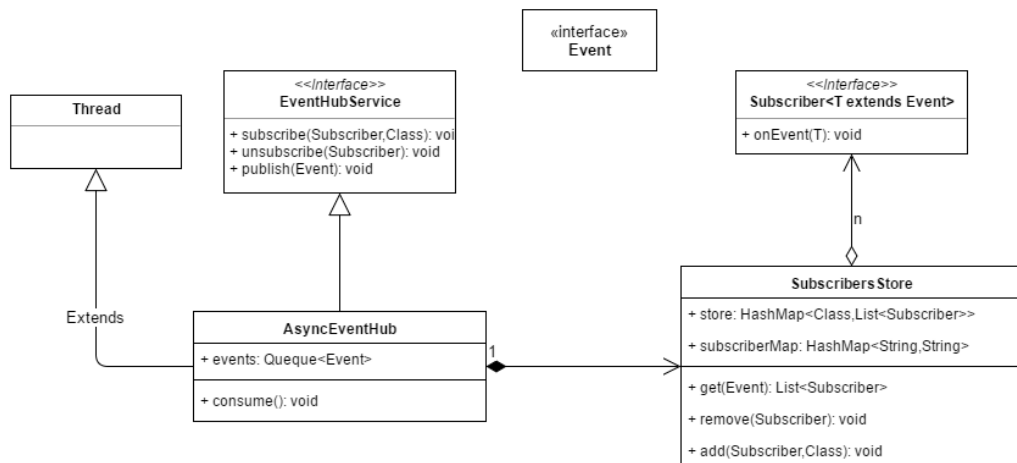 «interface»
Event
<<Interface>>
EventHubService
+ subscribe(Subscriber,Class): voi
+ unsubscribe(Subscriber): void
+ publish(Event): void
<<Interface>>
Subscriber<T extends Event>
+ onEvent(T): void
Thread
n
Extends
AsyncEventHub
+ events: Queque<Event>
+ consume(): void
1
SubscribersStore
+ store: HashMap<Class,List<Subscriber>>
+ subscriberMap: HashMap<String,String>
+ get(Event): List<Subscriber>
+ remove(Subscriber): void
+ add(Subscriber,Class): void